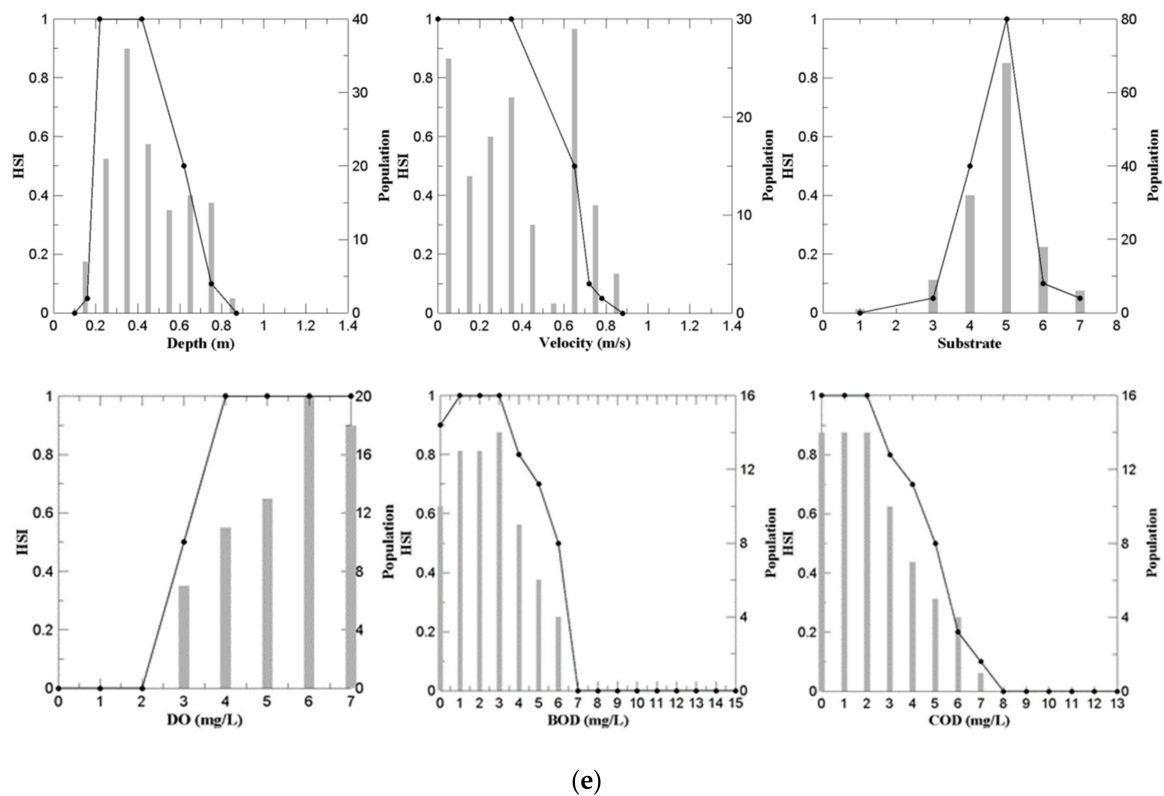 1 40 1 30 1 80
0.8 30 0.8 0.8 60
0.6 20 0.6 20 0.6 40
0.4 0.4 0.4
0.2 10 0.2 10 0.2 20
0 0 0 0 0 0
HSI Population HSI Population HSI Population
0 0.2 0.4 0.6 0.8 1 1.2 1.4 0 0.2 0.4 0.6 0.8 1 1.2 1.4 0 1 2 3 4 5 6 7 8
Depth (m) Velocity (m/s) Substrate
1 20 1 16 1 16
0.8 16 0.8 12 0.8 12
0.6 12 0.6 0.6
0.4 8 0.4 8 0.4 8
0.2 4 0.2 4 0.2 4
0 0 0 0 0 0
HSI Population HSI Population HSI Population
0 1 2 3 4 5 6 7 0 1 2 3 4 5 6 7 8 9 10 11 12 13 14 15 0 1 2 3 4 5 6 7 8 9 10 11 12 13
DO (mg/L) BOD (mg/L) COD (mg/L)
(e)